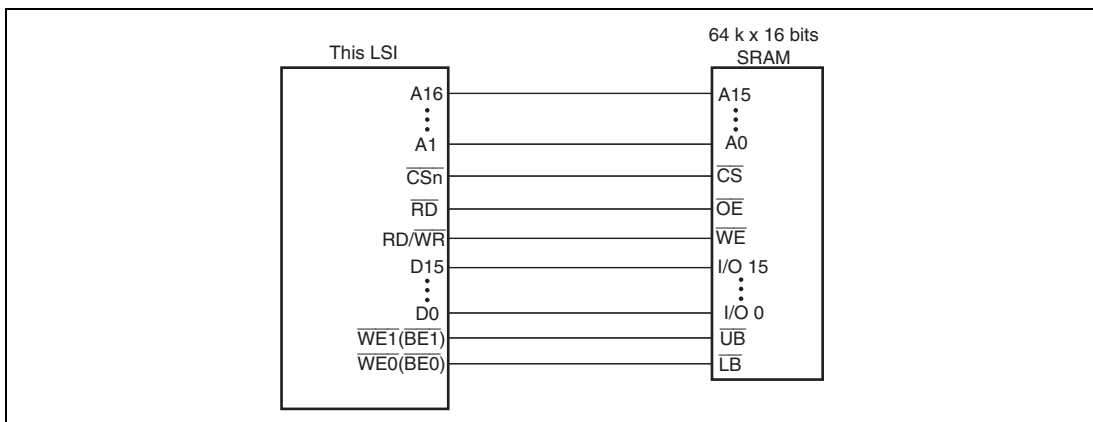 This LSI
64 k x 16 bits
SRAM
A16
A15
A1
A0
CSn
CS
RD
OE
RD/WR
WE
D15
I/O 15
D0
I/O 0
WE1(BE1)
UB
WE0(BE0)
LB